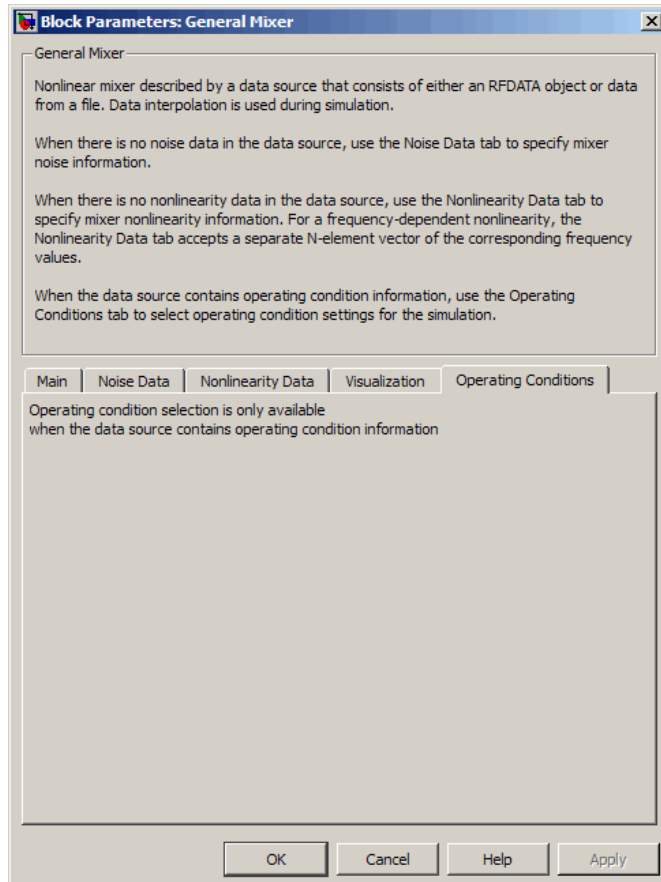 Block Parameters: General Mixer
General Mixer
Nonlinear mixer described by a data source that consists of either an RFDATA object or data
from a file. Data interpolation is used during simulation.
When there is no noise data in the data source, use the Noise Data tab to specify mixer
noise information.
When there is no nonlinearity data in the data source, use the Nonlinearity Data tab to
specify mixer nonlinearity information. For a frequency-dependent nonlinearity, the
Nonlinearity Data tab accepts a separate N-element vector of the corresponding frequency
values.
When the data source contains operating condition information, use the Operating
Conditions tab to select operating condition settings for the simulation.
Main Noise Data Nonlinearity Data Visualization Operating Conditions
Operating condition selection is only available
when the data source contains operating condition information
OK Cancel Help Apply